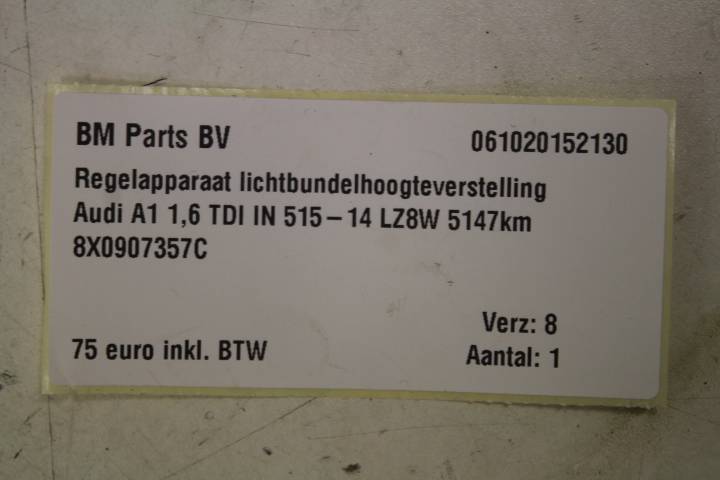 BM Parts BV 061020152130
Regelapparaat lichtbundelhoogteverstelling
Audi A1 1,6 TDI IN 515-14 LZ8W 5147km
8X0907357C
Verz: 8
75 euro inkl. BTW Aantal: 1